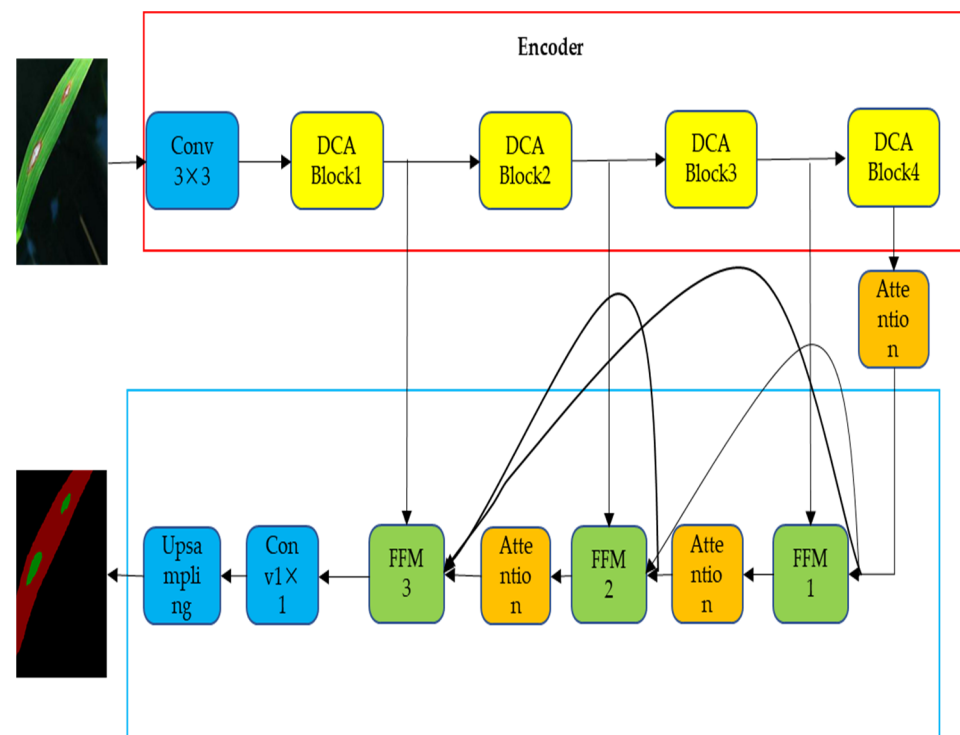 Encoder
Conv
3×3
DCA
Block1
DCA
Block2
DCA
Block3
DCA
Block4
Atte
ntio
n
Upsa
mpli
ng
Con
v1×
1
FFM
3
Atte
ntio
n
FFM
2
Atte
ntio
n
FFM
1